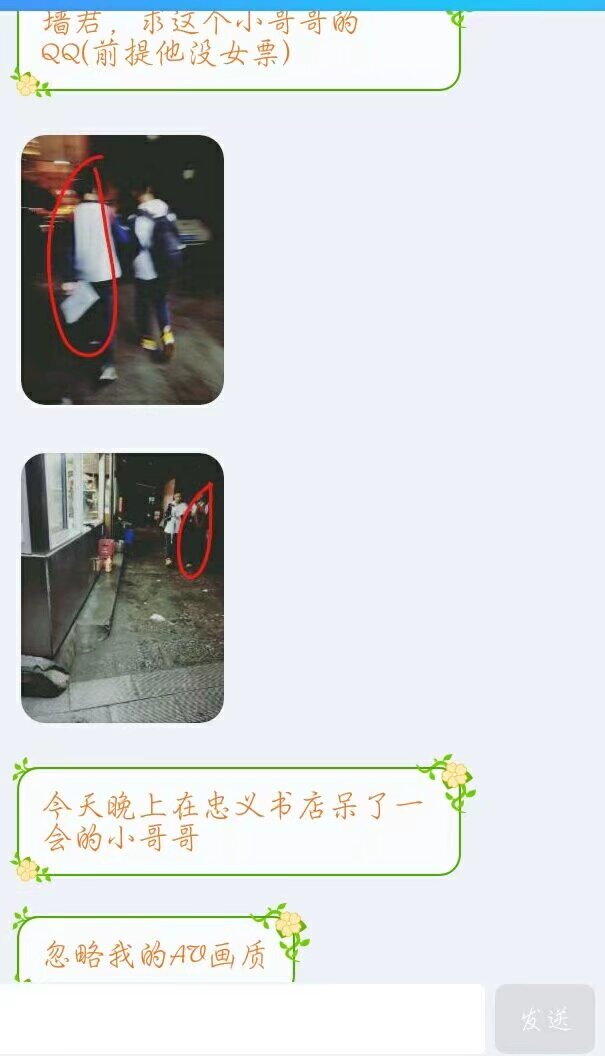 墙君，求这个小哥哥的
QQ(前提他没女票)
今天晚上在忠义书店呆了一
会的小哥哥
忽略我的AV画质
发送